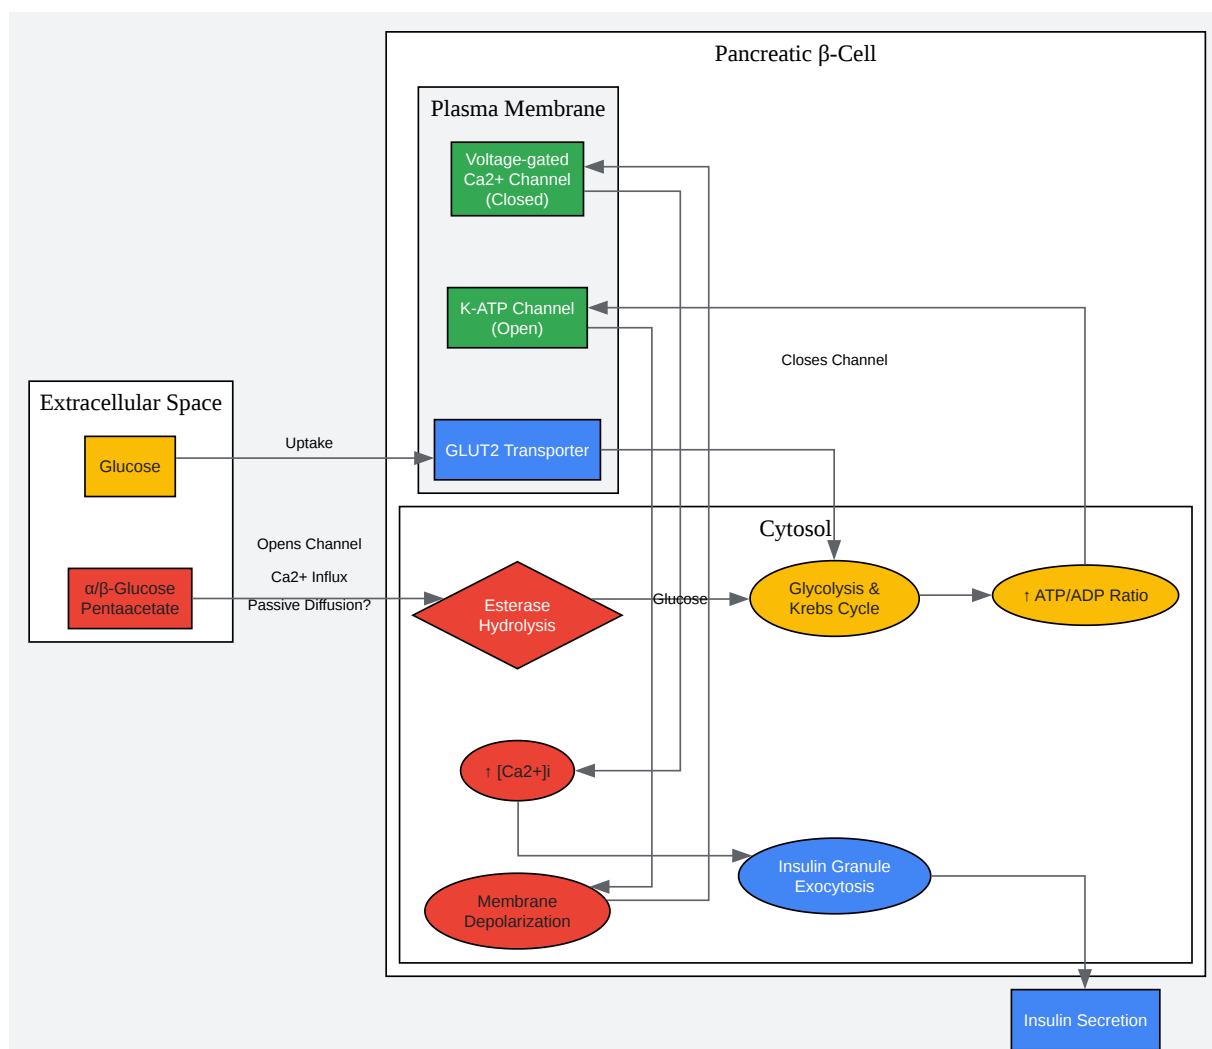 Pancreatic β-Cell
Plasma Membrane
Voltage-gated
Ca2+ Channel
(Closed)
K-ATP Channel
(Open)
Closes Channel
Extracellular Space
Uptake
GLUT2 Transporter
Glucose
Cytosol
Opens Channel
Ca2+ Influx
Passive Diffusion?
α/β-Glucose
Pentaacetate
Esterase
Hydrolysis
Glucose
Glycolysis &
Krebs Cycle
↑ ATP/ADP Ratio
↑ [Ca2+]i
Insulin Granule
Exocytosis
Membrane
Depolarization
Insulin Secretion